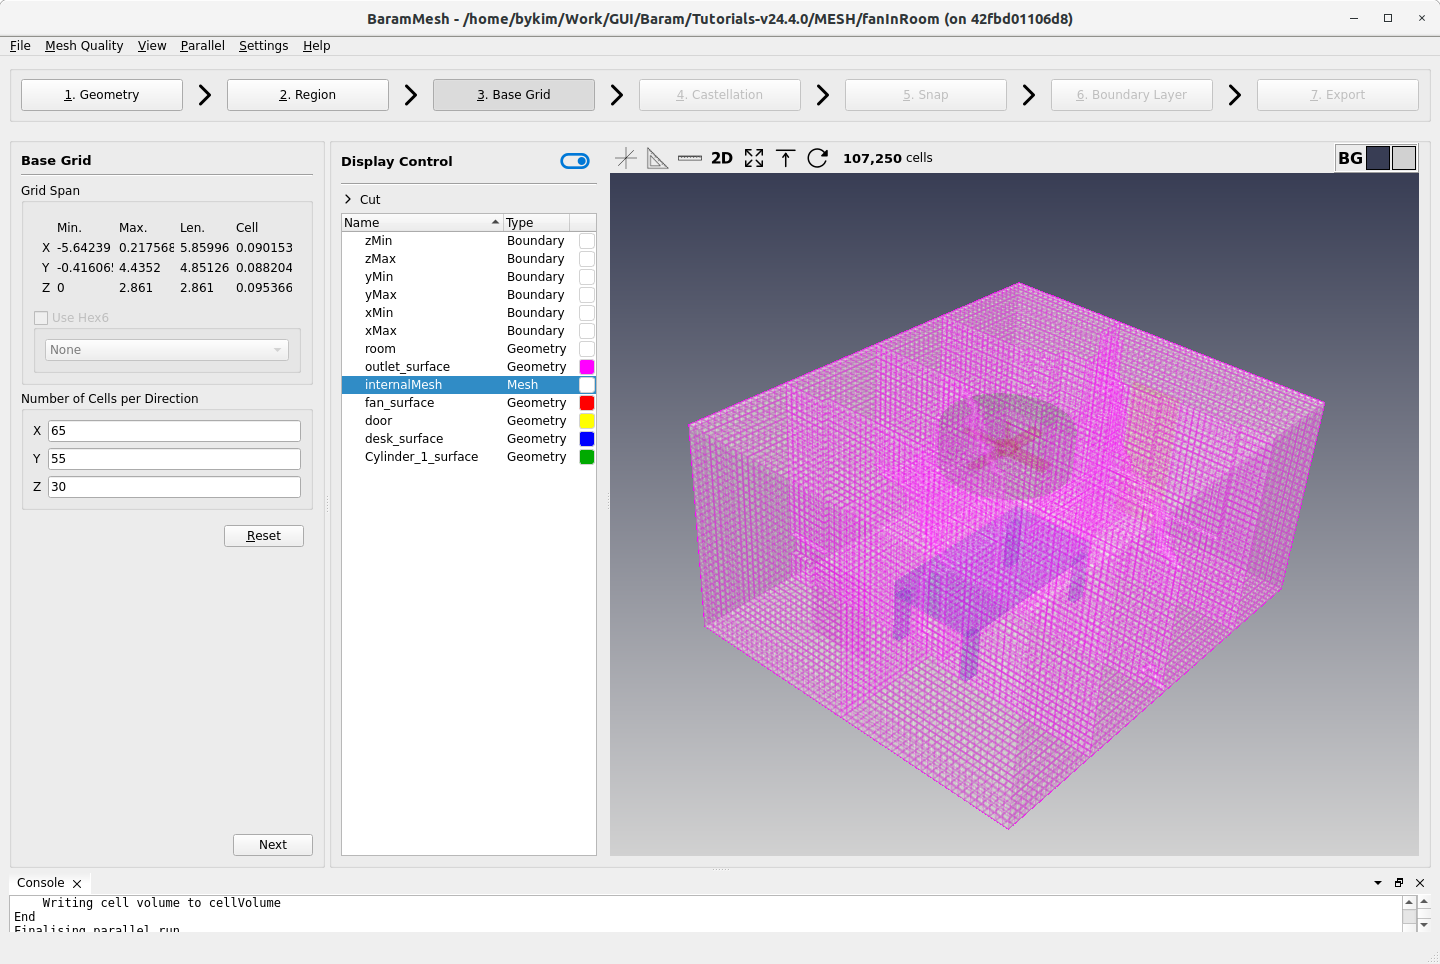 BaramMesh - /home/bykim/Work/GUI/Baram/Tutorials-v24.4.0/MESH/fanInRoom (on 42fbd01106d8)
File Mesh Quality View Parallel Settings Help
1. Geometry 2. Region 3. Base Grid 4. Castellation 5. Snap 6. Boundary Layer 7. Export
Base Grid
Grid Span
Min. Max. Len. Cell
X -5.64239 0.217568 5.85996 0.090153
Y -0.41606 4.4352 4.85126 0.088204
Z 0 2.861 2.861 0.095366
Use Hex6
None
Number of Cells per Direction
X 65
Y 55
Z 30
Reset
Next
Display Control
Cut
Name Type
zMin Boundary
zMax Boundary
yMin Boundary
yMax Boundary
xMin Boundary
xMax Boundary
room Geometry
outlet_surface Geometry
internalMesh Mesh
fan_surface Geometry
door Geometry
desk_surface Geometry
Cylinder_1_surface Geometry
2D 107,250 cells
BG
Console
Writing cell volume to cellVolume
End
Finalising parallel run